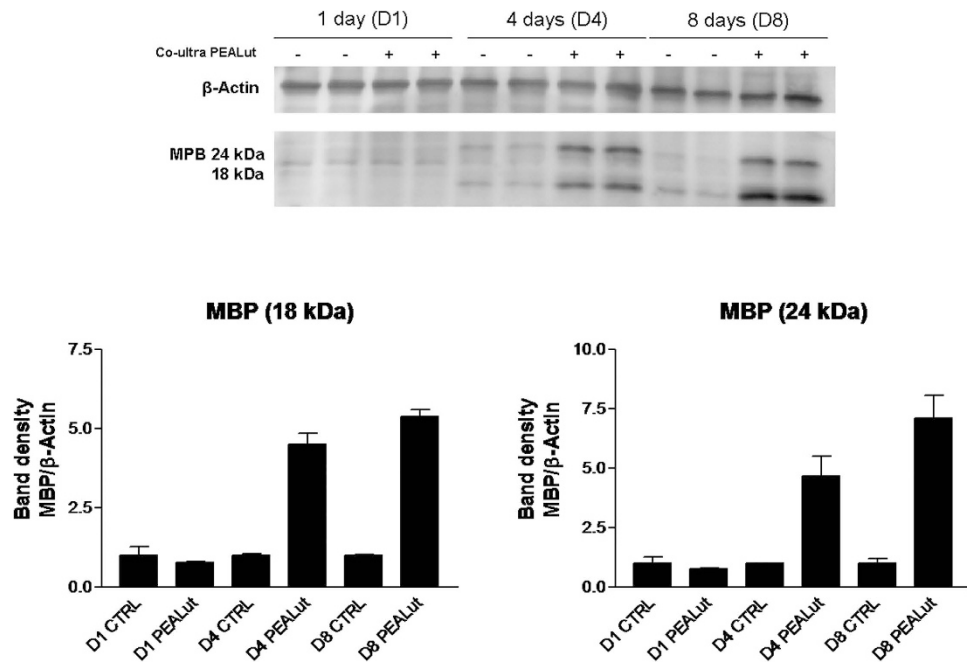 1 day (D1) 4 days (D4) 8 days (D8)
Co-ultra PEALut - - + + - - + + - - + +
β-Actin
MPB 24 kDa
18 kDa
MBP (18 kDa)
7.5
5.0
2.5
0.0
Band density
MBP/β-Actin
D1 CTRL
D1 PEALut
D4 CTRL
D4 PEALut
D8 CTRL
D8 PEALut
MBP (24 kDa)
10.0
7.5
5.0
2.5
0.0
Band density
MBP/β-Actin
D1 CTRL
D1 PEALut
D4 CTRL
D4 PEALut
D8 CTRL
D8 PEALut